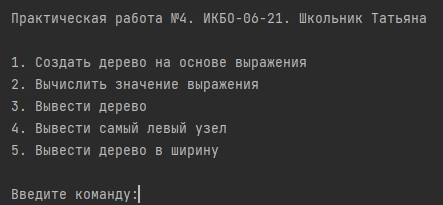 Практическая работа №4. ИКБО-06-21. Школьник Татьяна
1. Создать дерево на основе выражения
2. Вычислить значение выражения
3. Вывести дерево
4. Вывести самый левый узел
5. Вывести дерево в ширину
Введите команду: